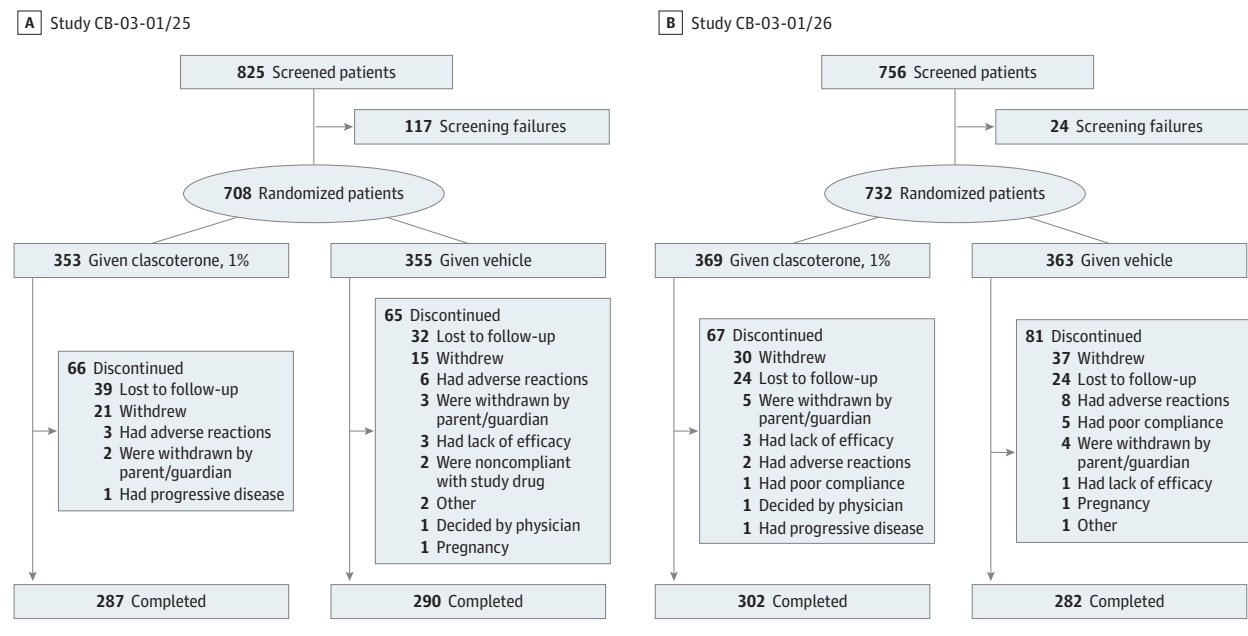 A Study CB-03-01/25
825 Screened patients
117 Screening failures
708 Randomized patients
353 Given clascoterone, 1%
355 Given vehicle
66 Discontinued
39 Lost to follow-up
21 Withdrew
3 Had adverse reactions
2 Were withdrawn by
parent/guardian
1 Had progressive disease
65 Discontinued
32 Lost to follow-up
15 Withdrew
6 Had adverse reactions
3 Were withdrawn by
parent/guardian
3 Had lack of efficacy
2 Were noncompliant
with study drug
2 Other
1 Decided by physician
1 Pregnancy
287 Completed
290 Completed
B Study CB-03-01/26
756 Screened patients
24 Screening failures
732 Randomized patients
369 Given clascoterone, 1%
363 Given vehicle
67 Discontinued
30 Withdrew
24 Lost to follow-up
5 Were withdrawn by
parent/guardian
3 Had lack of efficacy
2 Had adverse reactions
1 Had poor compliance
1 Decided by physician
1 Had progressive disease
81 Discontinued
37 Withdrew
24 Lost to follow-up
8 Had adverse reactions
5 Had poor compliance
4 Were withdrawn by
parent/guardian
1 Had lack of efficacy
1 Pregnancy
1 Other
302 Completed
282 Completed